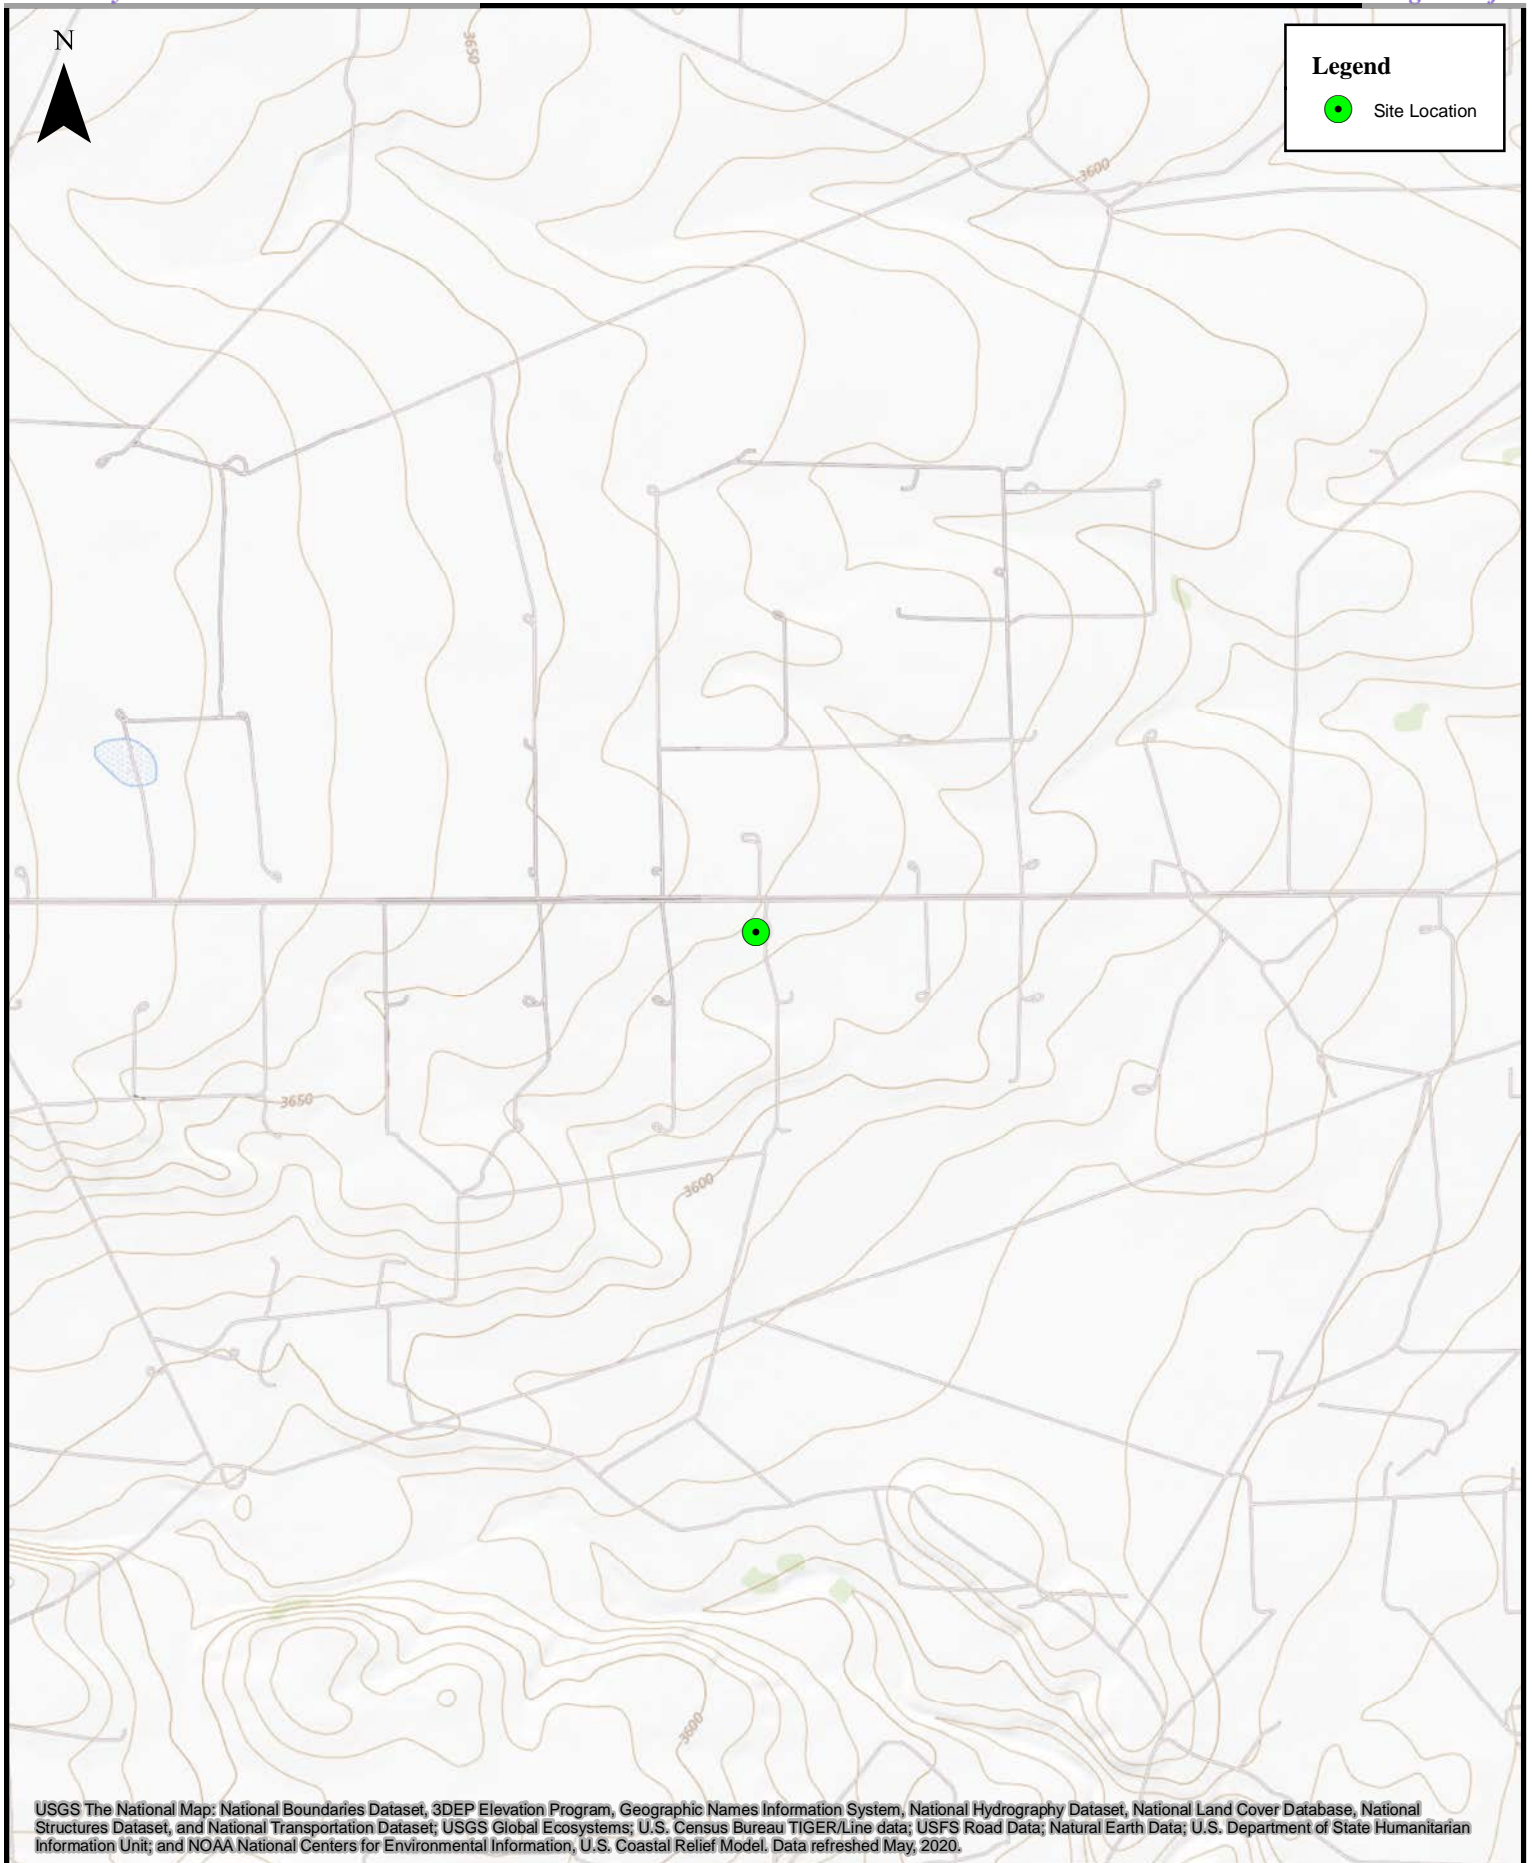 N
3650
Legend
Site Location
3600
3650
3600
3600
USGS The National Map: National Boundaries Dataset, 3DEP Elevation Program, Geographic Names Information System, National Hydrography Dataset, National Land Cover Database, National
Structures Dataset, and National Transportation Dataset; USGS Global Ecosystems; U.S. Census Bureau TIGER/Line data; USFS Road Data; Natural Earth Data; U.S. Department of State Humanitarian
Information Unit; and NOAA National Centers for Environmental Information, U.S. Coastal Relief Model. Data refreshed May, 2020.